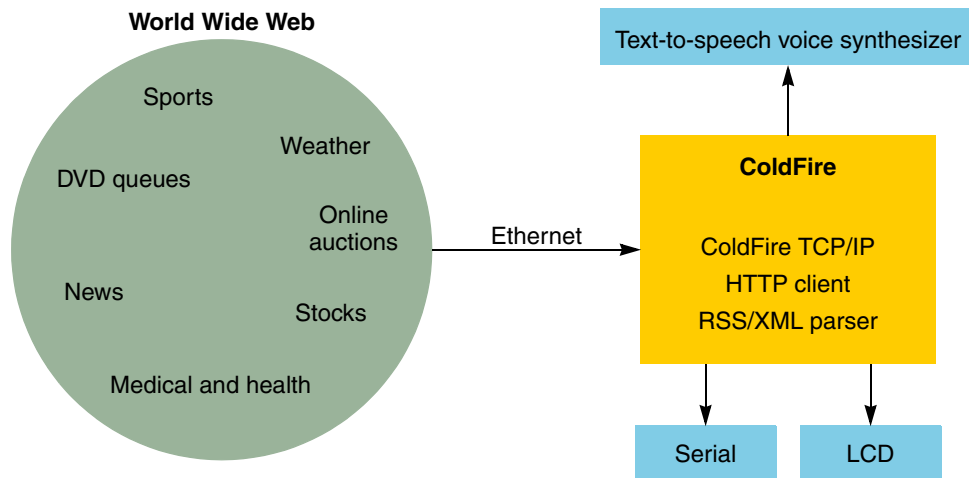 World Wide Web
Sports
Weather
DVD queues
Online
auctions
News
Stocks
Medical and health
Ethernet
Text-to-speech voice synthesizer
ColdFire
ColdFire TCP/IP
HTTP client
RSS/XML parser
Serial
LCD